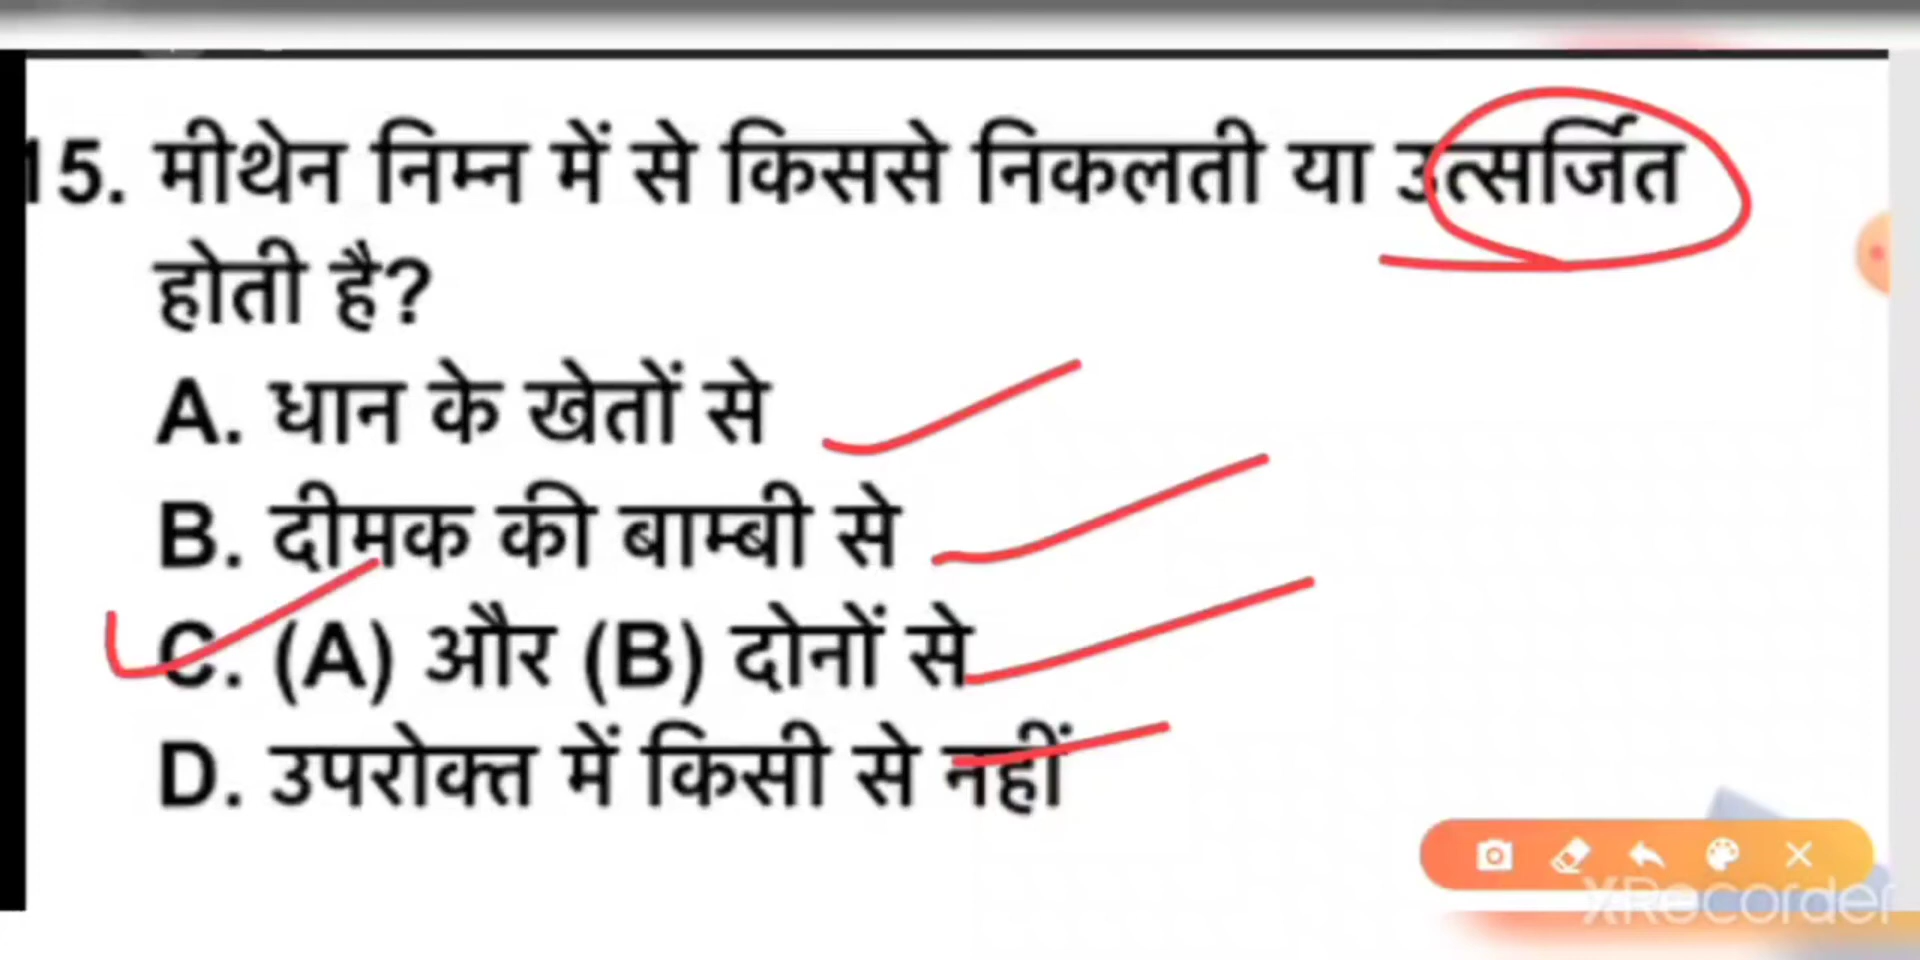 15. मीथेन निम्न में से किससे निकलती या उत्सर्जित
होती है?
A. धान के खेतों से
B. दीमक की बाम्बी से
C. (A) और (B) दोनों से
D. उपरोक्त में किसी से नहीं
XRecorder